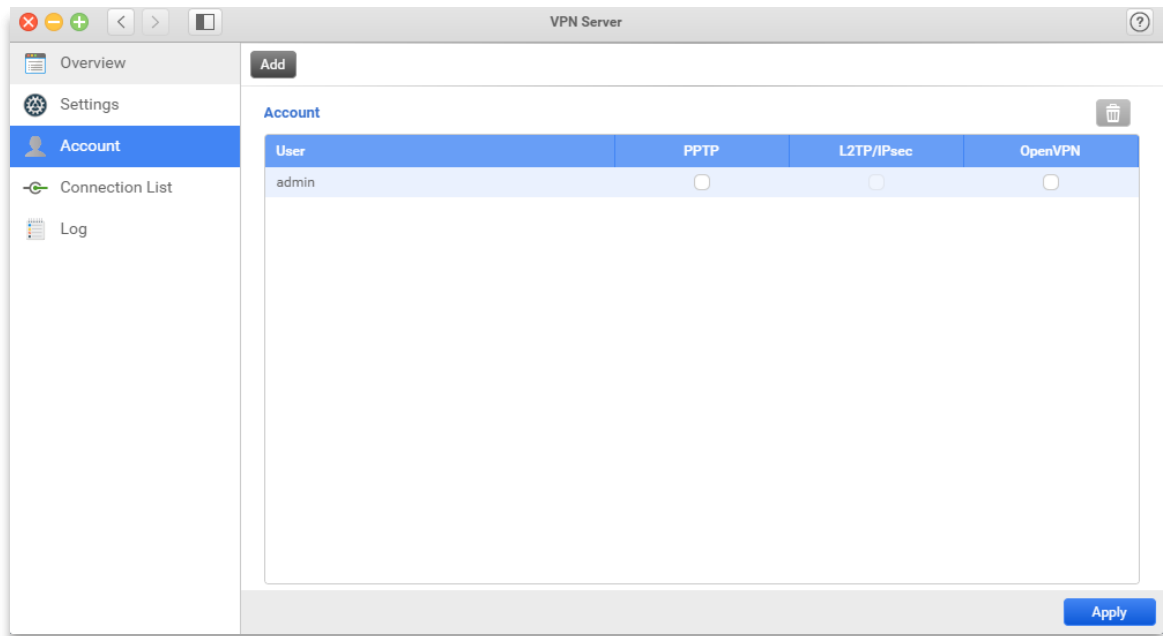 VPN Server
?
Overview
Settings
Account
Connection List
Log
Add
Account
User PPTP L2TP/IPsec OpenVPN
admin
Apply